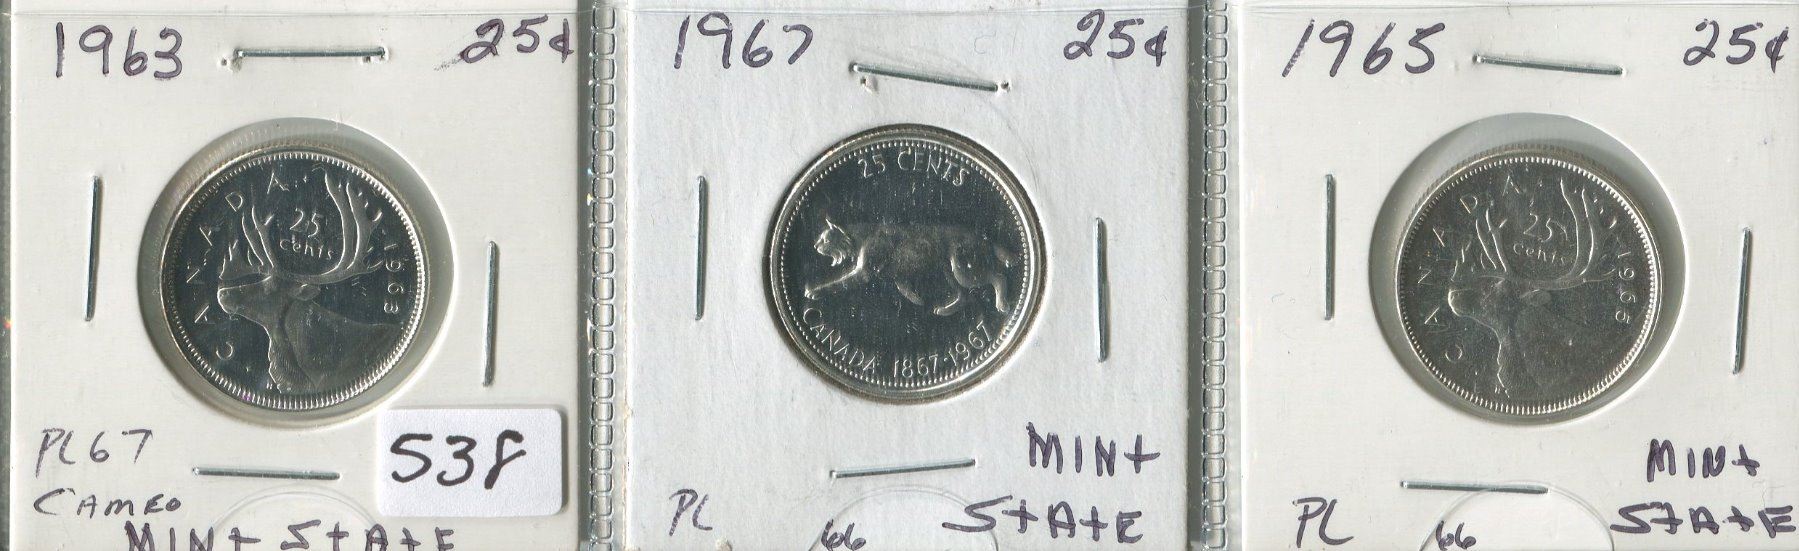 1963 25¢
CANADA 25 cents 1963
PL67
CAMEO
MINt StAtE
538
1967 25¢
25 CENTS
CANADA 1867-1967
MINt
PL 66 StAtE
1965 25¢
CANADA 25 cents 1965
MINt
PL 66 StAtE